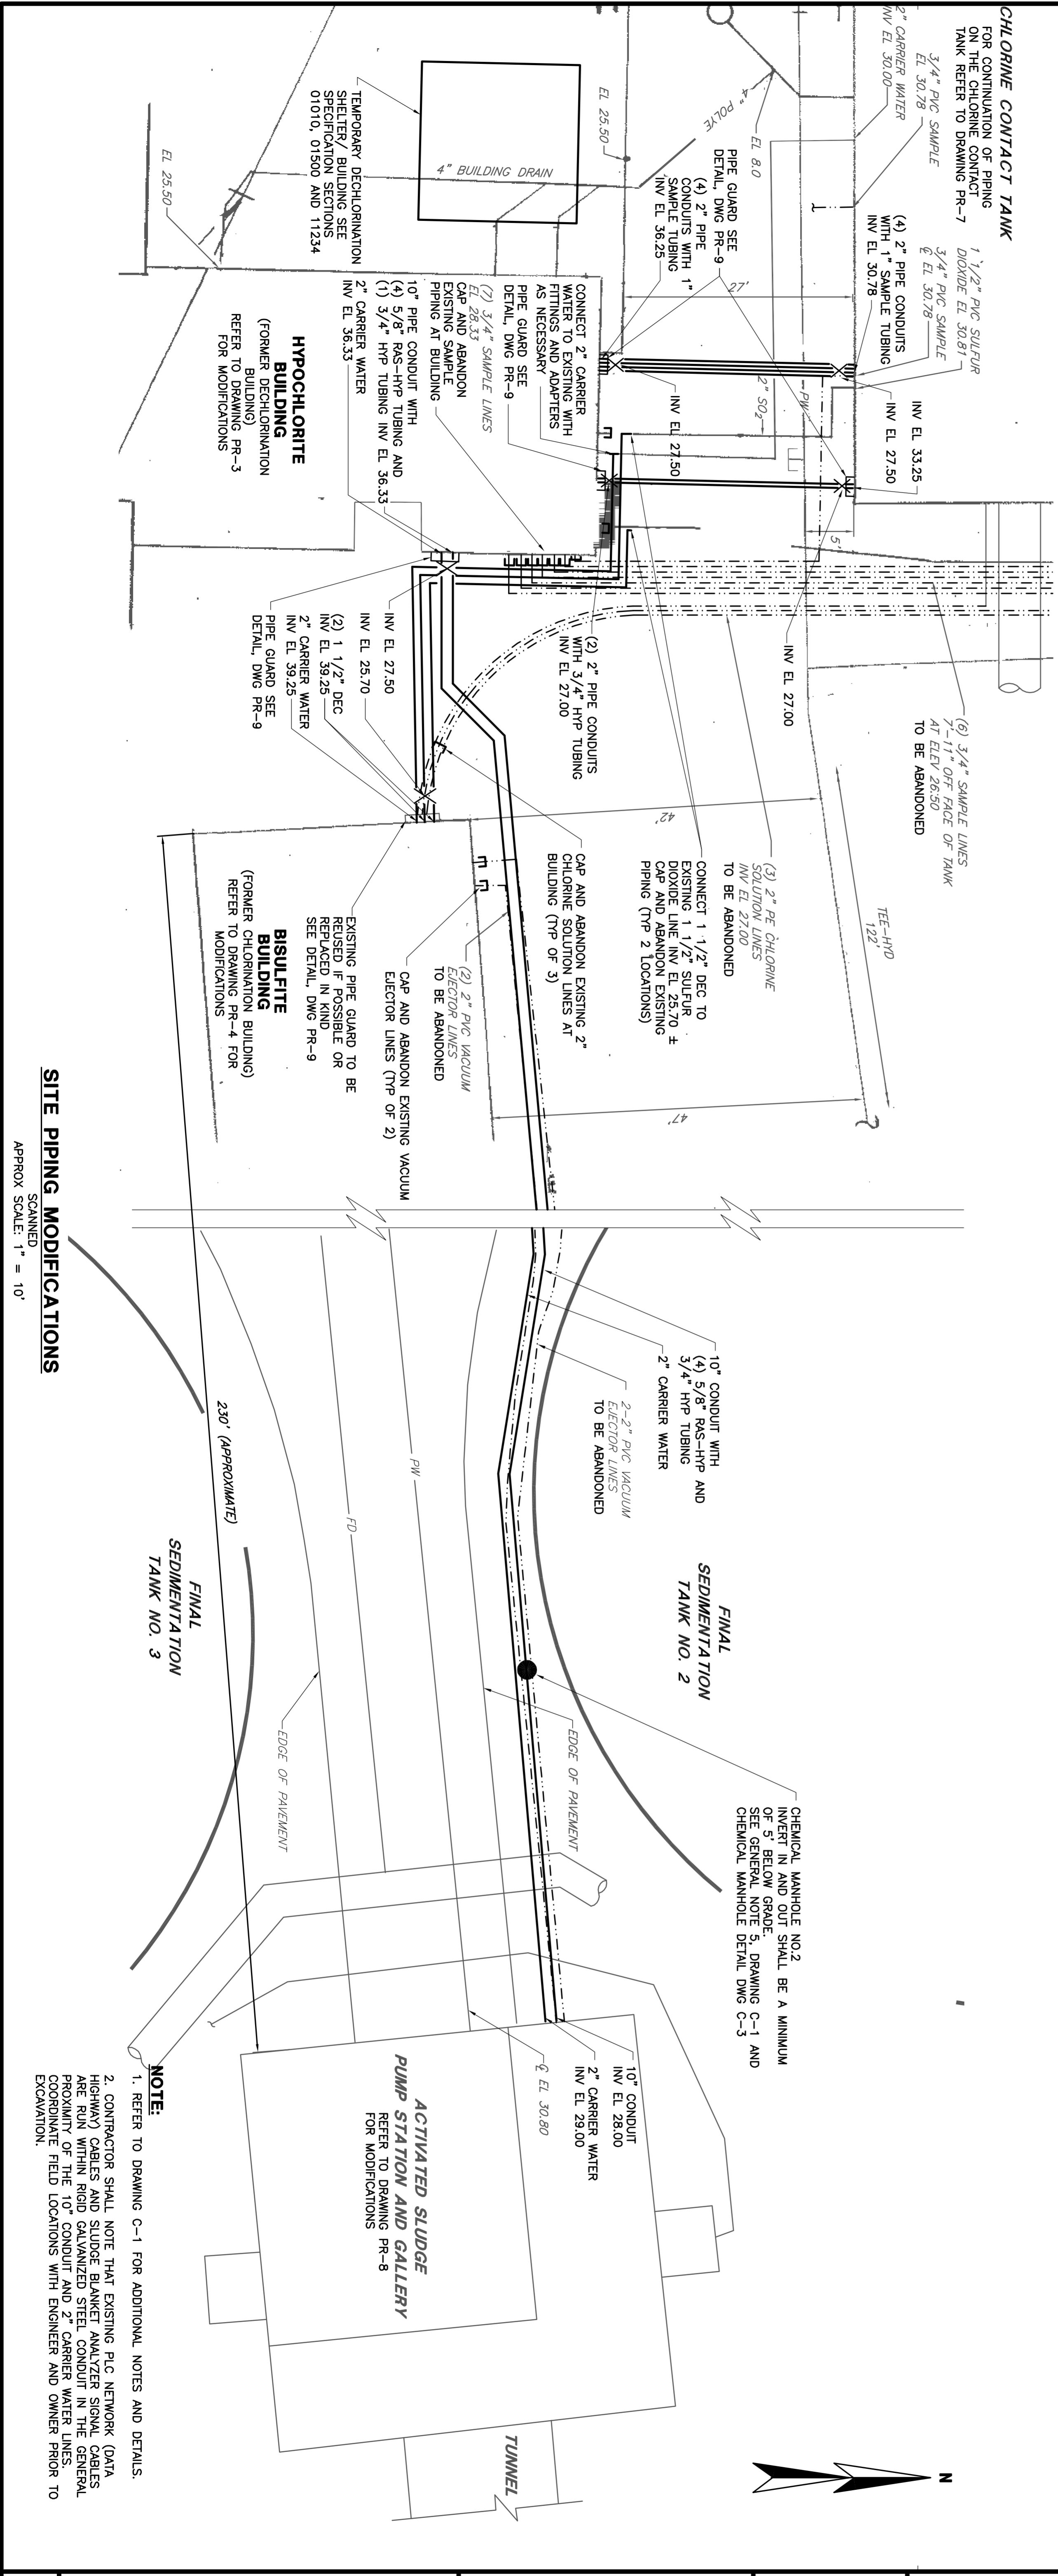 CHLORINE CONTACT TANK
FOR CONTINUATION OF PIPING
ON THE CHLORINE CONTACT
TANK REFER TO DRAWING PR-7
3/4" PVC SAMPLE
EL 30.78
2" CARRIER WATER
INV EL 30.00
1 1/2" PVC SULFUR
DIOXIDE EL 30.81
3/4" PVC SAMPLE
℄ EL 30.78
(4) 2" PIPE CONDUITS
WITH 1" SAMPLE TUBING
INV EL 30.78
INV EL 33.25
INV EL 27.50
EL 8.0
4" POLYE
PIPE GUARD SEE
DETAIL, DWG PR-9
(4) 2" PIPE
CONDUITS WITH 1"
SAMPLE TUBING
INV EL 36.25
EL 25.50
27'
2" SO₂
PW
5'
INV EL 27.50
INV EL 27.00
(6) 3/4" SAMPLE LINES
7'-11" OFF FACE OF TANK
AT ELEV 26.50
TO BE ABANDONED
TEE-HYD
122'
4" BUILDING DRAIN
TEMPORARY DECHLORINATION
SHELTER/ BUILDING SEE
SPECIFICATION SECTIONS
01010, 01500 AND 11234
EL 25.50
CONNECT 2" CARRIER
WATER TO EXISTING WITH
FITTINGS AND ADAPTERS
AS NECESSARY
PIPE GUARD SEE
DETAIL, DWG PR-9
(7) 3/4" SAMPLE LINES
EL 28.33
CAP AND ABANDON
EXISTING SAMPLE
PIPING AT BUILDING
10" PIPE CONDUIT WITH
(4) 5/8" RAS-HYP TUBING AND
(1) 3/4" HYP TUBING INV EL 36.33
2" CARRIER WATER
INV EL 36.33
HYPOCHLORITE
BUILDING
(FORMER DECHLORINATION
BUILDING)
REFER TO DRAWING PR-3
FOR MODIFICATIONS
(2) 2" PIPE CONDUITS
WITH 3/4" HYP TUBING
INV EL 27.00
INV EL 27.50
INV EL 25.70
(2) 1 1/2" DEC
INV EL 39.25
2" CARRIER WATER
INV EL 39.25
PIPE GUARD SEE
DETAIL, DWG PR-9
42'
(3) 2" PE CHLORINE
SOLUTION LINES
INV EL 27.00
TO BE ABANDONED
CONNECT 1 1/2" DEC TO
EXISTING 1 1/2" SULFUR
DIOXIDE LINE INV EL 25.70 ±
CAP AND ABANDON EXISTING
PIPING (TYP 2 LOCATIONS)
CAP AND ABANDON EXISTING 2"
CHLORINE SOLUTION LINES AT
BUILDING (TYP OF 3)
(2) 2" PVC VACUUM
EJECTOR LINES
TO BE ABANDONED
CAP AND ABANDON EXISTING VACUUM
EJECTOR LINES (TYP OF 2)
EXISTING PIPE GUARD TO BE
REUSED IF POSSIBLE OR
REPLACED IN KIND
SEE DETAIL, DWG PR-9
BISULFITE
BUILDING
(FORMER CHLORINATION BUILDING)
REFER TO DRAWING PR-4 FOR
MODIFICATIONS
47'
10" CONDUIT WITH
(4) 5/8" RAS-HYP AND
3/4" HYP TUBING
2" CARRIER WATER
2-2" PVC VACUUM
EJECTOR LINES
TO BE ABANDONED
PW
FD
230' (APPROXIMATE)
FINAL
SEDIMENTATION
TANK NO. 2
FINAL
SEDIMENTATION
TANK NO. 3
EDGE OF PAVEMENT
EDGE OF PAVEMENT
CHEMICAL MANHOLE NO.2
INVERT IN AND OUT SHALL BE A MINIMUM
OF 5' BELOW GRADE.
SEE GENERAL NOTE 5, DRAWING C-1 AND
CHEMICAL MANHOLE DETAIL DWG C-3
10" CONDUIT
INV EL 28.00
2" CARRIER WATER
INV EL 29.00
℄ EL 30.80
ACTIVATED SLUDGE
PUMP STATION AND GALLERY
REFER TO DRAWING PR-8
FOR MODIFICATIONS
TUNNEL
N
SITE PIPING MODIFICATIONS
SCANNED
APPROX SCALE: 1" = 10'
NOTE:
1. REFER TO DRAWING C-1 FOR ADDITIONAL NOTES AND DETAILS.
2. CONTRACTOR SHALL NOTE THAT EXISTING PLC NETWORK (DATA
HIGHWAY) CABLES AND SLUDGE BLANKET ANALYZER SIGNAL CABLES
ARE RUN WITHIN RIGID GALVANIZED STEEL CONDUIT IN THE GENERAL
PROXIMITY OF THE 10" CONDUIT AND 2" CARRIER WATER LINES.
COORDINATE FIELD LOCATIONS WITH ENGINEER AND OWNER PRIOR TO
EXCAVATION.